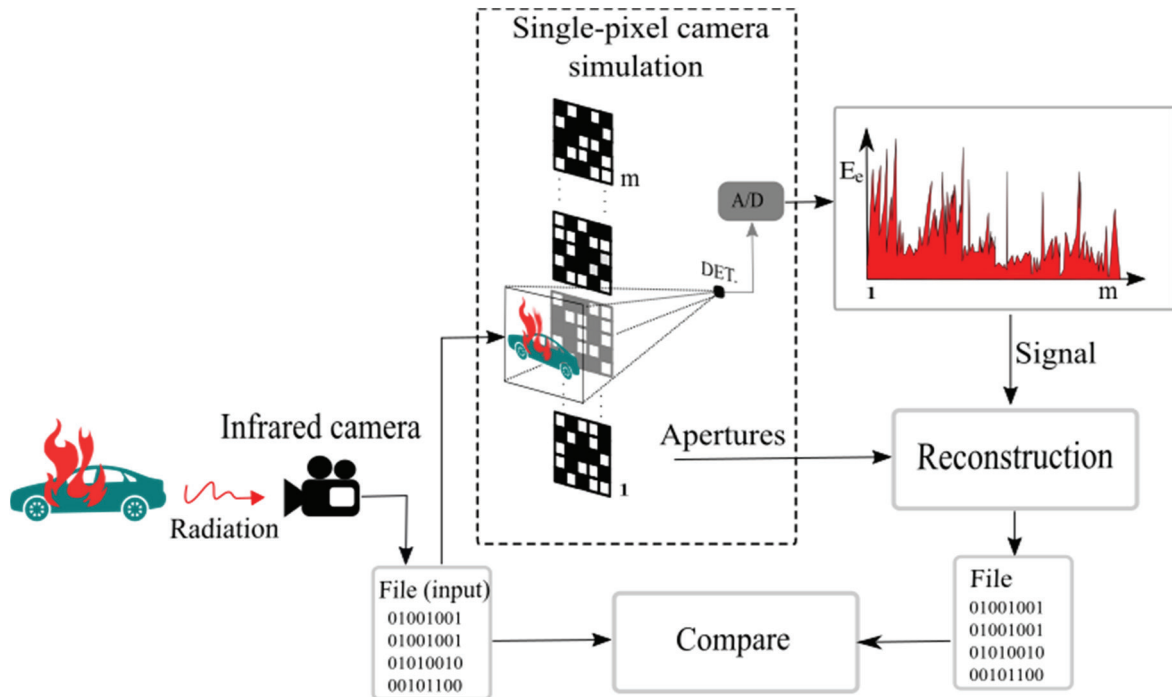 Single-pixel camera
simulation
m
A/D
DET.
E_e
1
m
Signal
Infrared camera
Radiation
Apertures
1
Reconstruction
File (input)
01001001
01001001
01010010
00101100
Compare
File
01001001
01001001
01010010
00101100